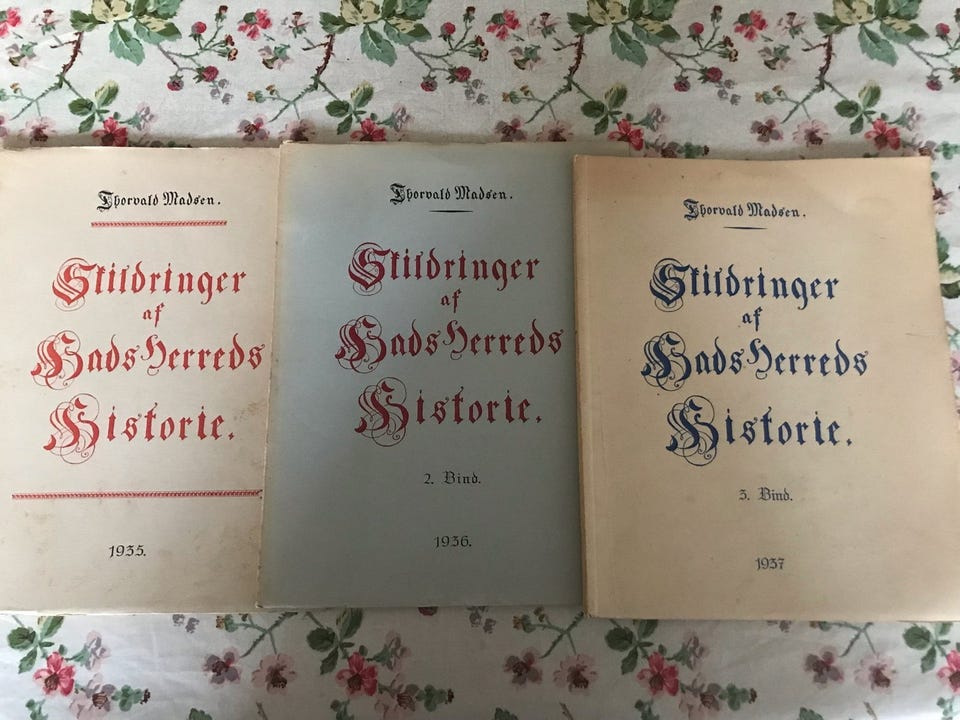 Thorvald Madsen.
Skildringer
af
Hads Herreds
Historie.
1935.
Thorvald Madsen.
Skildringer
af
Hads Herreds
Historie.
2. Bind.
1936.
Thorvald Madsen.
Skildringer
af
Hads Herreds
Historie.
3. Bind.
1937